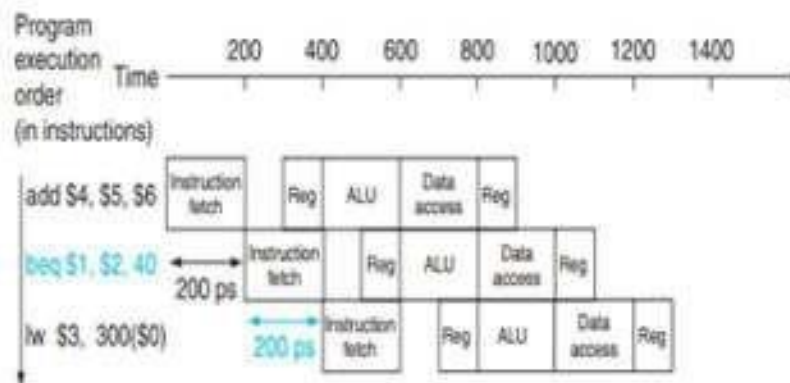 Program
execution
order
(in instructions)
Time
200 400 600 800 1000 1200 1400
add $4, $5, $6
Instruction
fetch
Reg
ALU
Data
access
Reg
beq $1, $2, 40
200 ps
Instruction
fetch
Reg
ALU
Data
access
Reg
lw $3, 300($0)
200 ps
Instruction
fetch
Reg
ALU
Data
access
Reg